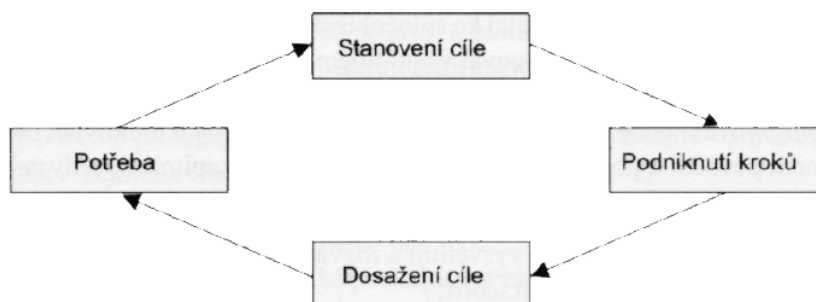 Stanovení cíle
Potřeba
Podniknutí kroků
Dosažení cíle